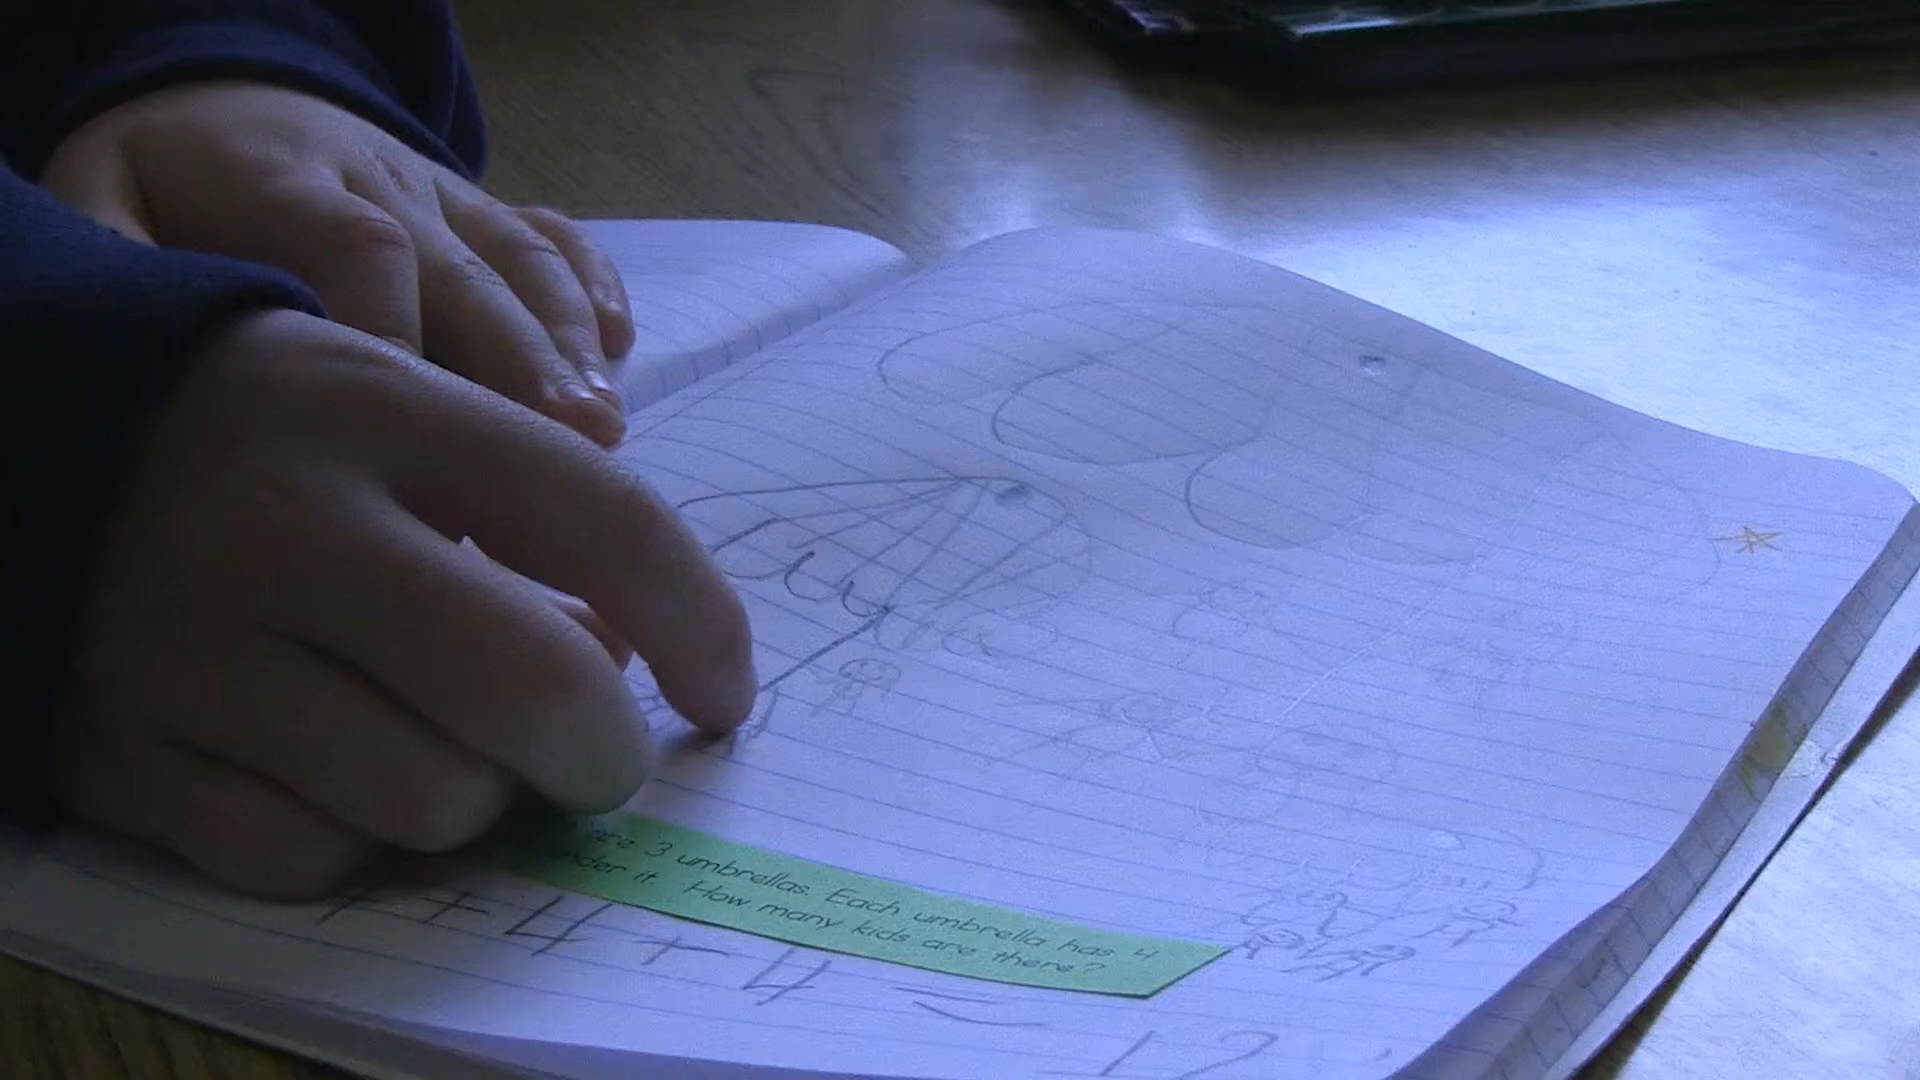 are 3 umbrellas. Each umbrella has 4
under it. How many kids are there?
4 + 4 + 4 = 12